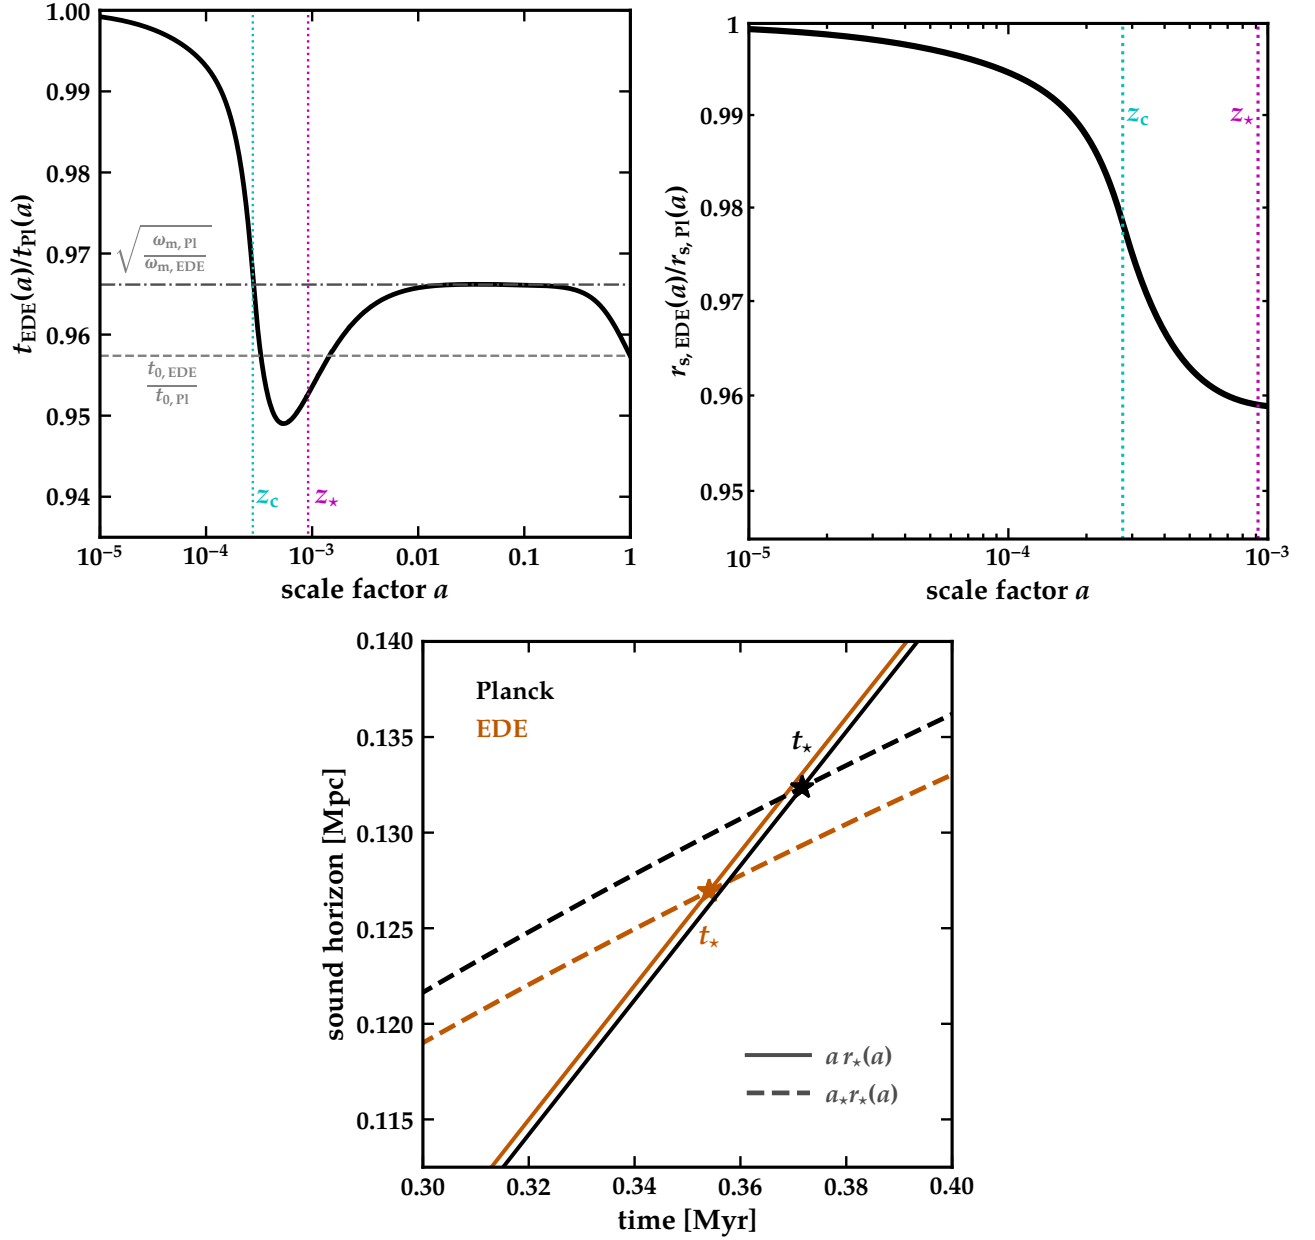 1.00
0.99
0.98
0.97
0.96
0.95
0.94
t_EDE(a)/t_Pl(a)
√(ω_m, Pl / ω_m, EDE)
t_0, EDE / t_0, Pl
z_c
z_⋆
10⁻⁵
10⁻⁴
10⁻³
0.01
0.1
1
scale factor a
1
0.99
0.98
0.97
0.96
0.95
r_s, EDE(a)/r_s, Pl(a)
z_c
z_⋆
10⁻⁵
10⁻⁴
10⁻³
scale factor a
0.140
0.135
0.130
0.125
0.120
0.115
sound horizon [Mpc]
Planck
EDE
t_⋆
t_⋆
a r_⋆(a)
a_⋆r_⋆(a)
0.30
0.32
0.34
0.36
0.38
0.40
time [Myr]